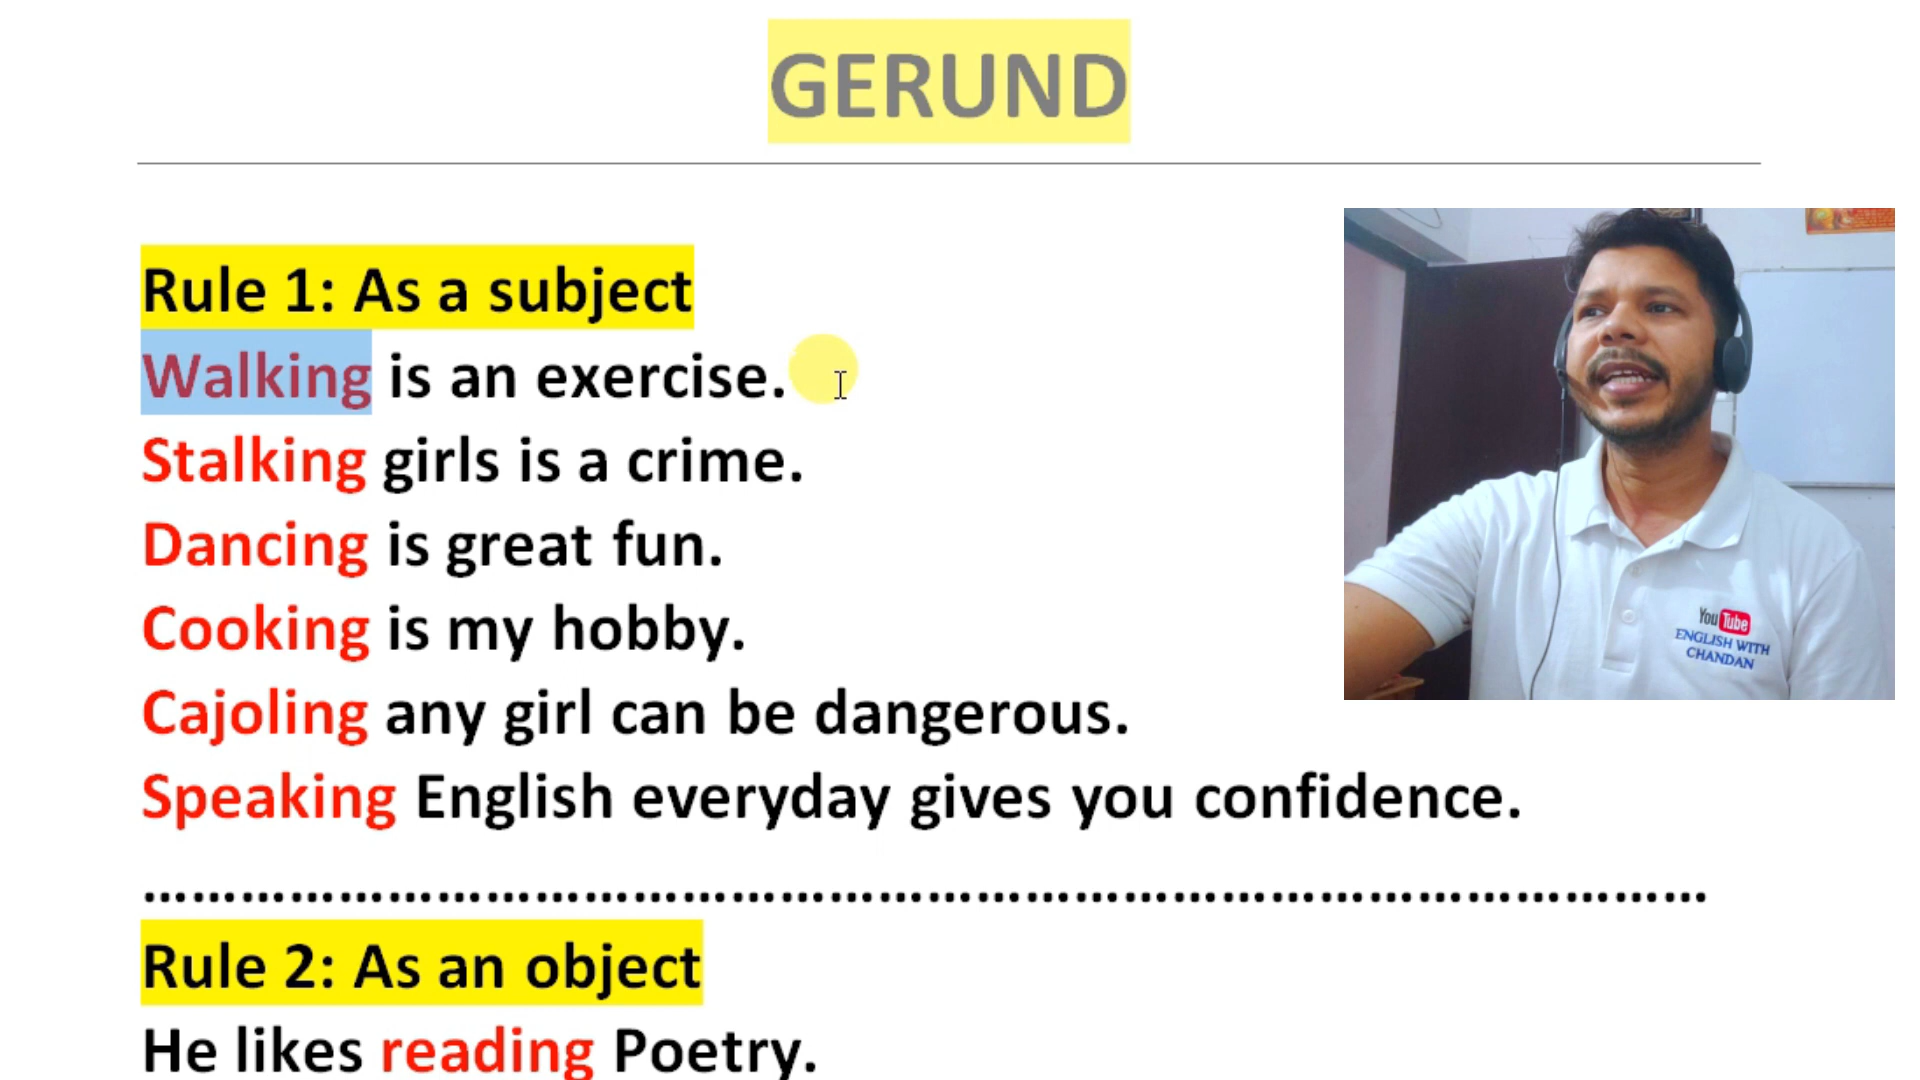 GERUND
Rule 1: As a subject
Walking is an exercise.
Stalking girls is a crime.
Dancing is great fun.
Cooking is my hobby.
Cajoling any girl can be dangerous.
Speaking English everyday gives you confidence.
................................................................................................
Rule 2: As an object
He likes reading Poetry.
YouTube
ENGLISH WITH
CHANDAN